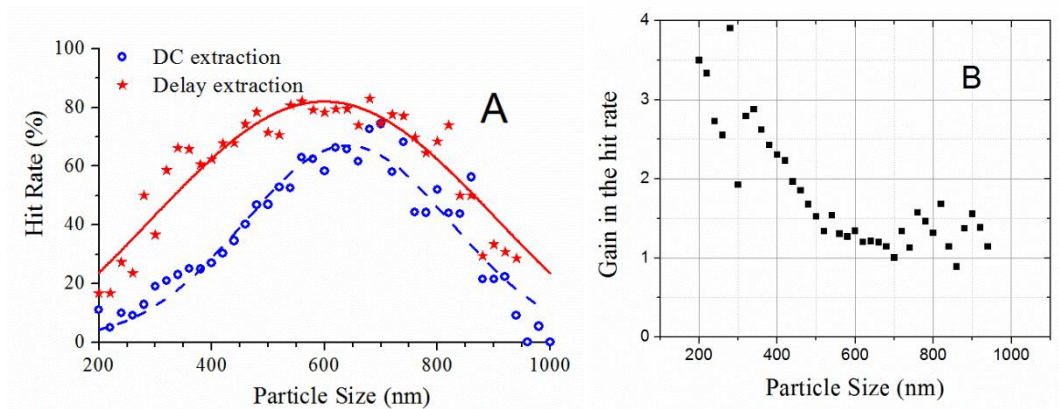 100
80
60
40
20
0
Hit Rate (%)
DC extraction
Delay extraction
A
200 400 600 800 1000
Particle Size (nm)
4
3
2
1
0
Gain in the hit rate
B
200 400 600 800 1000
Particle Size (nm)